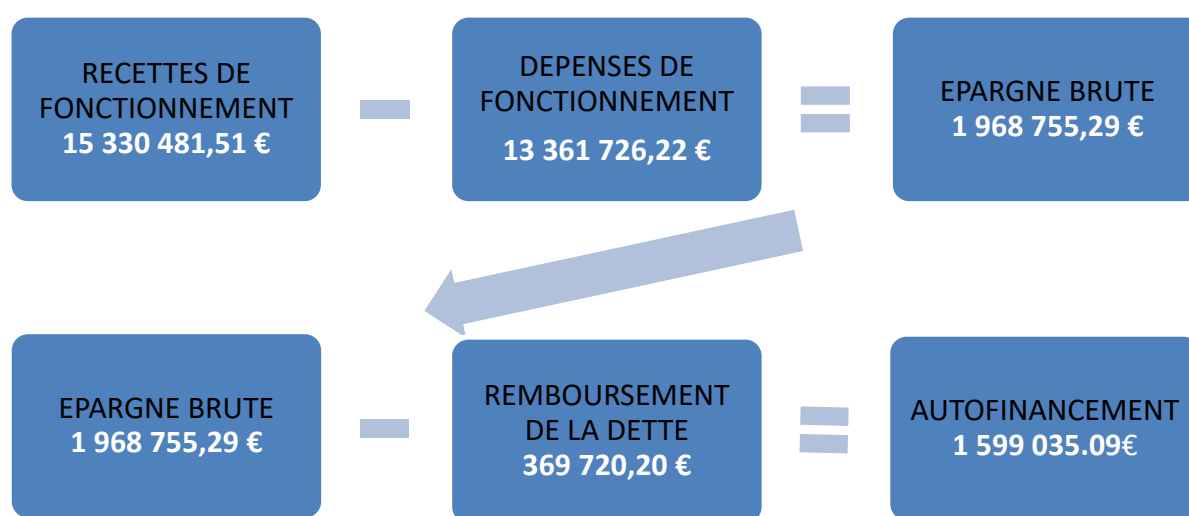 RECETTES DE
FONCTIONNEMENT
15 330 481,51 €
DEPENSES DE
FONCTIONNEMENT
13 361 726,22 €
EPARGNE BRUTE
1 968 755,29 €
EPARGNE BRUTE
1 968 755,29 €
REMBOURSEMENT
DE LA DETTE
369 720,20 €
AUTOFINANCEMENT
1 599 035.09€